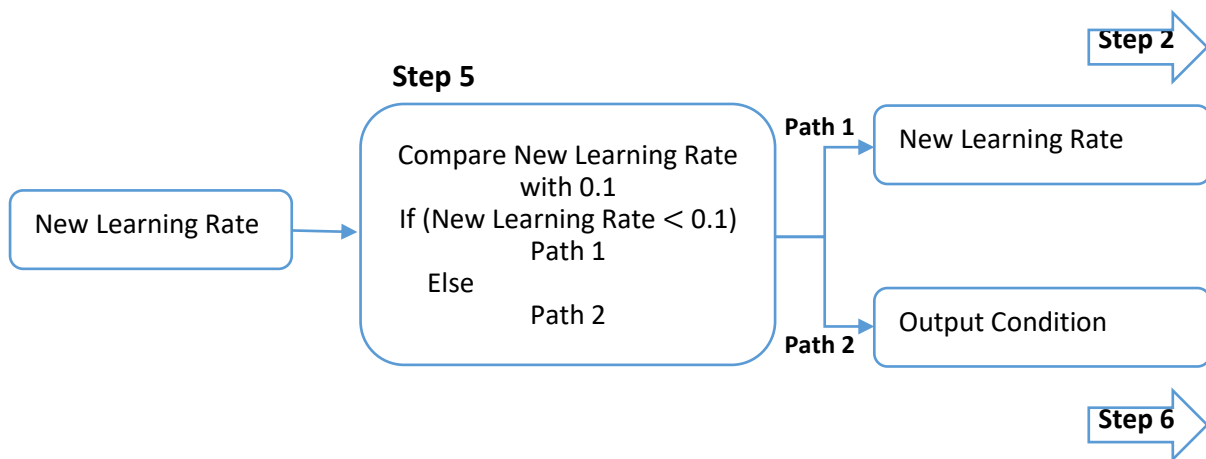 Step 2
Step 5
Path 1
New Learning Rate
Compare New Learning Rate
with 0.1
If (New Learning Rate < 0.1)
Path 1
Else
Path 2
New Learning Rate
Output Condition
Path 2
Step 6